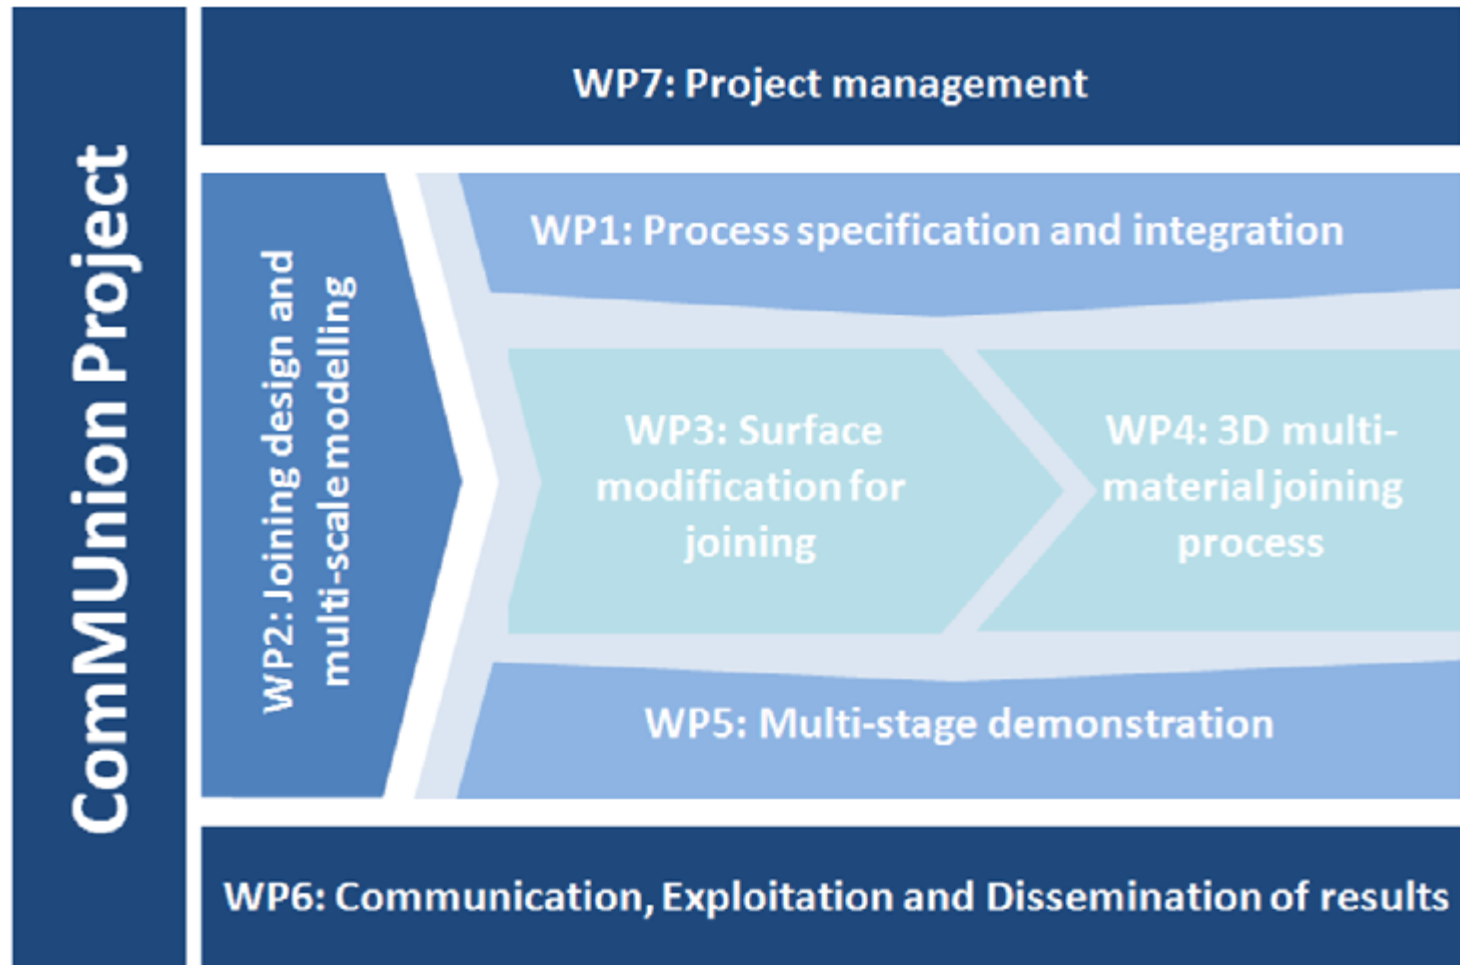 ComMUnion Project
WP7: Project management
WP2: Joining design and
multi-scale modelling
WP1: Process specification and integration
WP3: Surface
modification for
joining
WP4: 3D multi-
material joining
process
WP5: Multi-stage demonstration
WP6: Communication, Exploitation and Dissemination of results